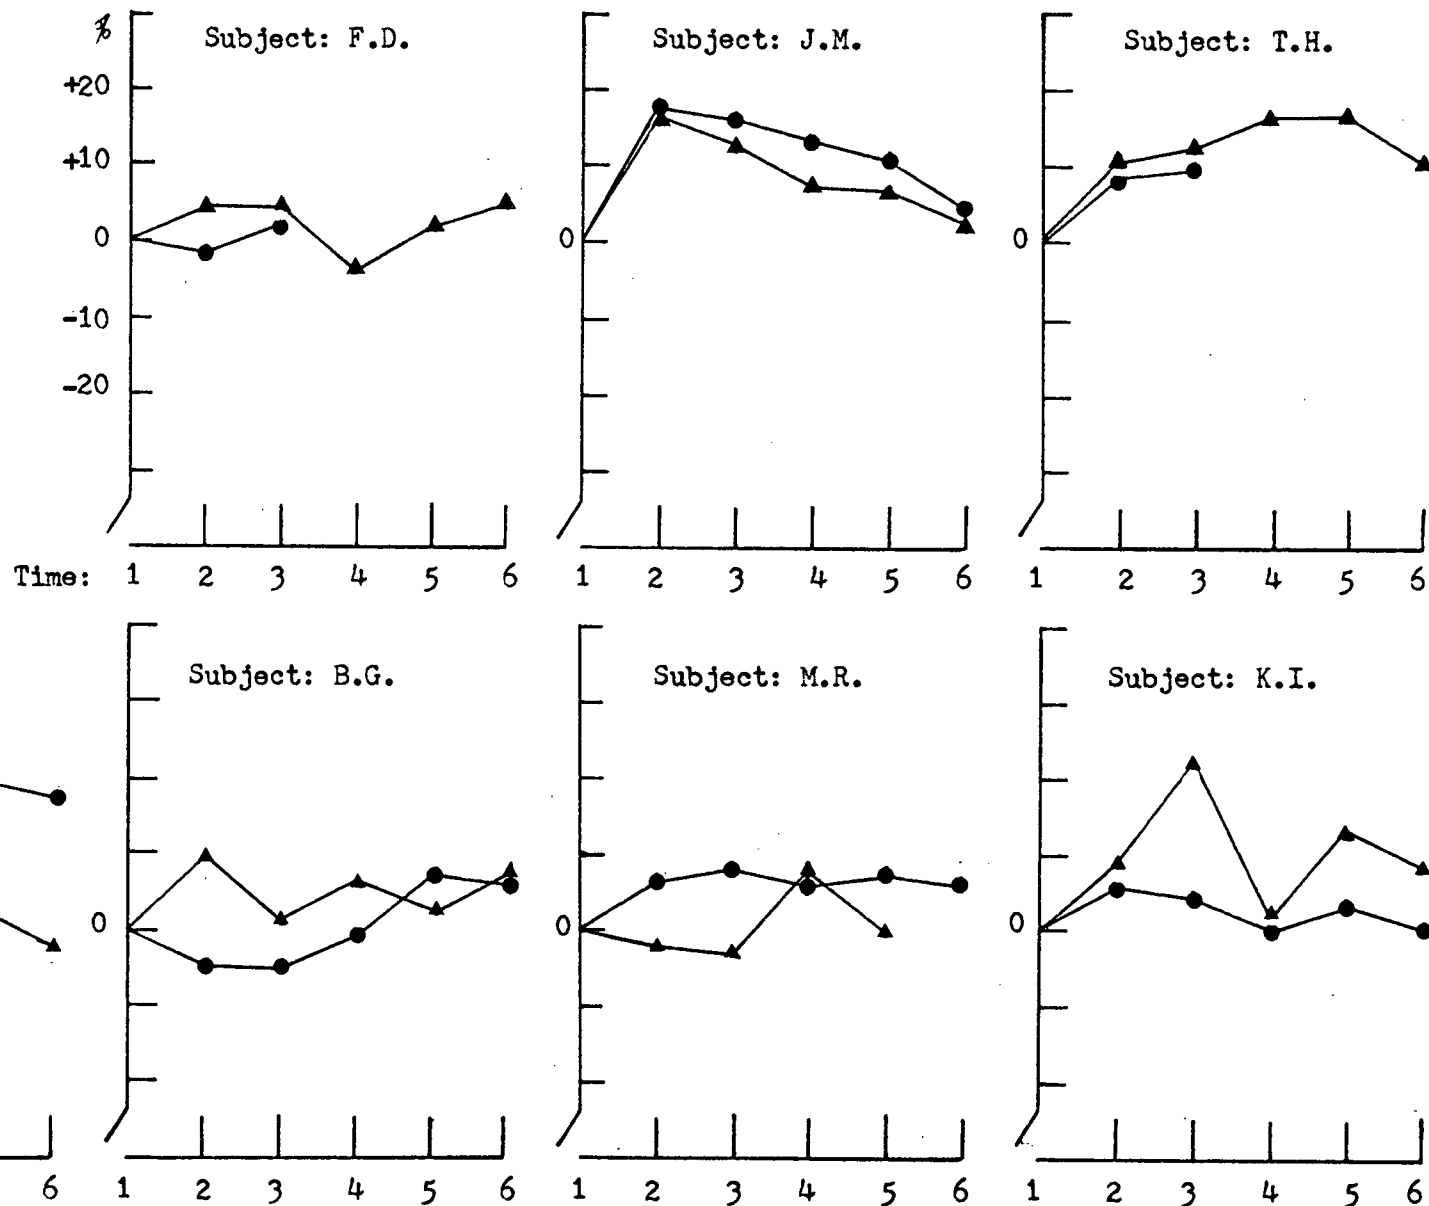 %
Subject: F.D.
Subject: J.M.
Subject: T.H.
+20
+10
0
0
0
-10
-20
Time: 1 2 3 4 5 6
1 2 3 4 5 6
1 2 3 4 5 6
Subject: B.G.
Subject: M.R.
Subject: K.I.
0
0
0
6
1 2 3 4 5 6
1 2 3 4 5 6
1 2 3 4 5 6